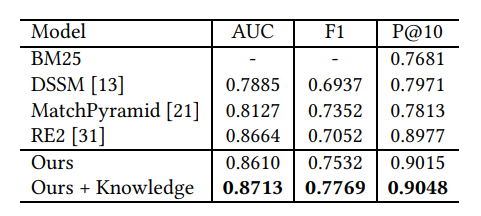 Model AUC F1 P@10
BM25 - - 0.7681
DSSM [13] 0.7885 0.6937 0.7971
MatchPyramid [21] 0.8127 0.7352 0.7813
RE2 [31] 0.8664 0.7052 0.8977
Ours 0.8610 0.7532 0.9015
Ours + Knowledge 0.8713 0.7769 0.9048